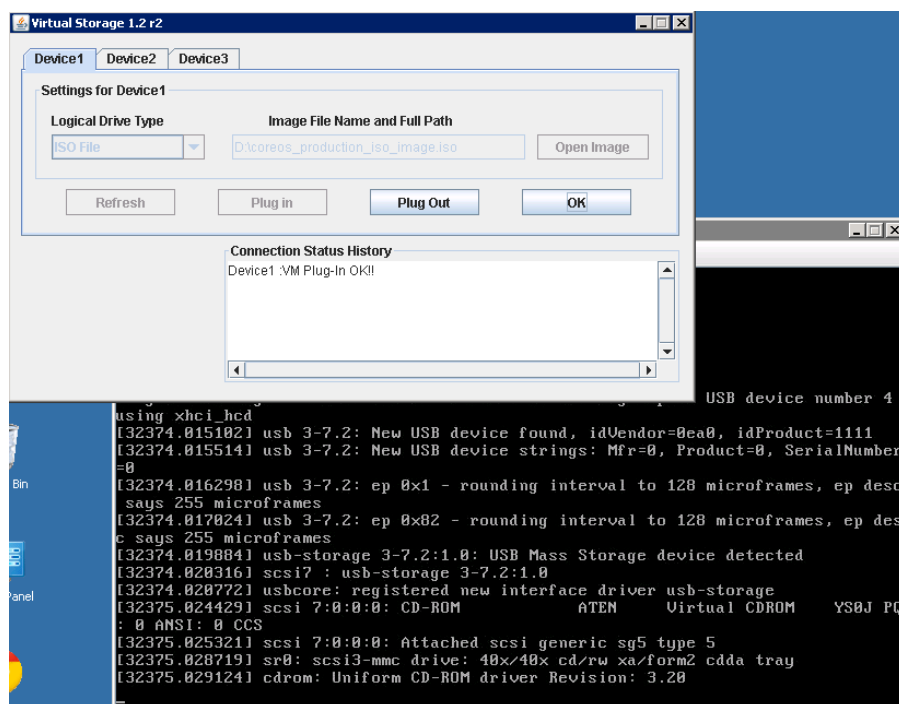 Virtual Storage 1.2 r2
Device1 Device2 Device3
Settings for Device1
Logical Drive Type Image File Name and Full Path
ISO File D:\coreos_production_iso_image.iso Open Image
Refresh Plug in Plug Out OK
Connection Status History
Device1 :VM Plug-In OK!!
USB device number 4
using xhci_hcd
[32374.015102] usb 3-7.2: New USB device found, idVendor=0ea0, idProduct=1111
[32374.015514] usb 3-7.2: New USB device strings: Mfr=0, Product=0, SerialNumber
=0
[32374.016298] usb 3-7.2: ep 0x1 - rounding interval to 128 microframes, ep desc
says 255 microframes
[32374.017024] usb 3-7.2: ep 0x82 - rounding interval to 128 microframes, ep des
c says 255 microframes
[32374.019884] usb-storage 3-7.2:1.0: USB Mass Storage device detected
[32374.020316] scsi7 : usb-storage 3-7.2:1.0
[32374.020772] usbcore: registered new interface driver usb-storage
[32375.024429] scsi 7:0:0:0: CD-ROM ATEN Virtual CDROM YS0J PQ
: 0 ANSI: 0 CCS
[32375.025321] scsi 7:0:0:0: Attached scsi generic sg5 type 5
[32375.028719] sr0: scsi3-mmc drive: 40x/40x cd/rw xa/form2 cdda tray
[32375.029124] cdrom: Uniform CD-ROM driver Revision: 3.20
Bin
Panel